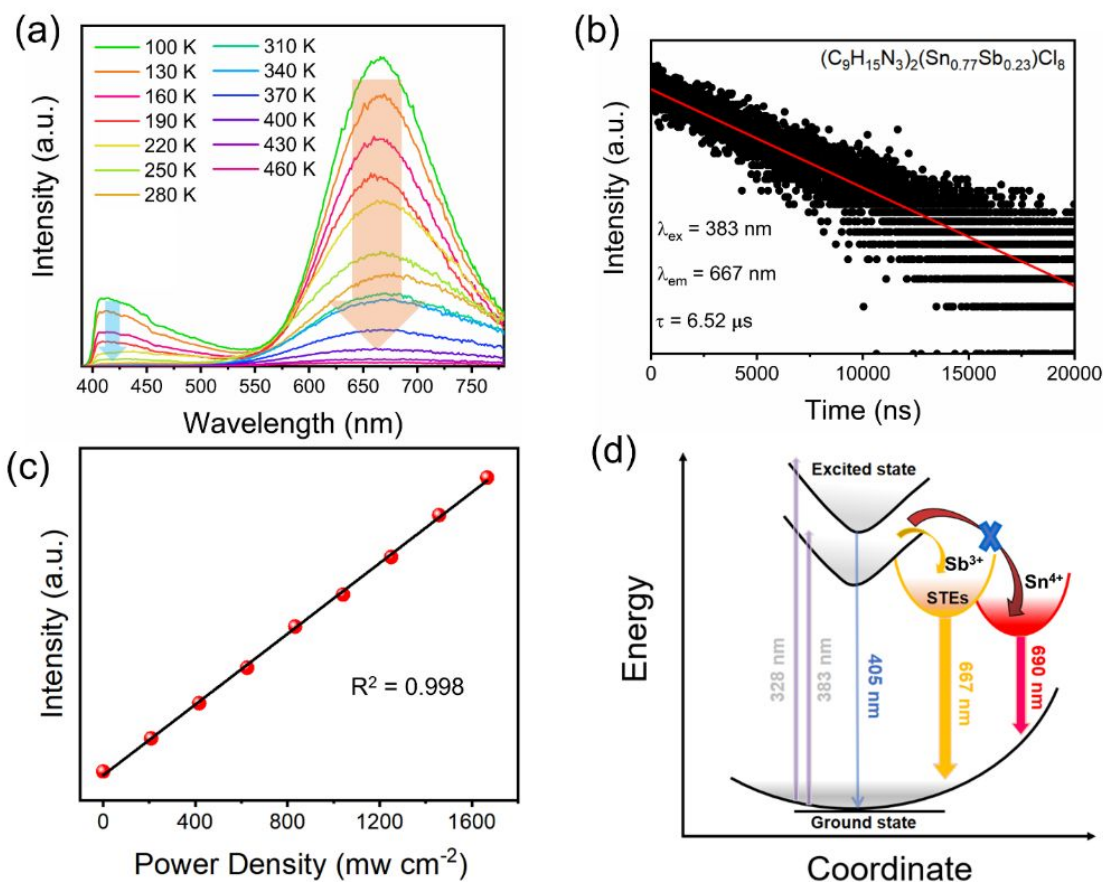 (a)
100 K
130 K
160 K
190 K
220 K
250 K
280 K
310 K
340 K
370 K
400 K
430 K
460 K
Intensity (a.u.)
390 450 500 550 600 650 700 750
Wavelength (nm)
(b)
(C₉H₁₅N₃)₂(Sn₀.₇₇Sb₀.₂₃)Cl₈
λex = 383 nm
λem = 667 nm
τ = 6.52 μs
Intensity (a.u.)
0 5000 10000 15000 20000
Time (ns)
(c)
R² = 0.998
Intensity (a.u.)
0 400 800 1200 1600
Power Density (mw cm⁻²)
(d)
Excited state
Sb³⁺
Sn⁴⁺
STEs
328 nm
383 nm
405 nm
667 nm
690 nm
Ground state
Energy
Coordinate